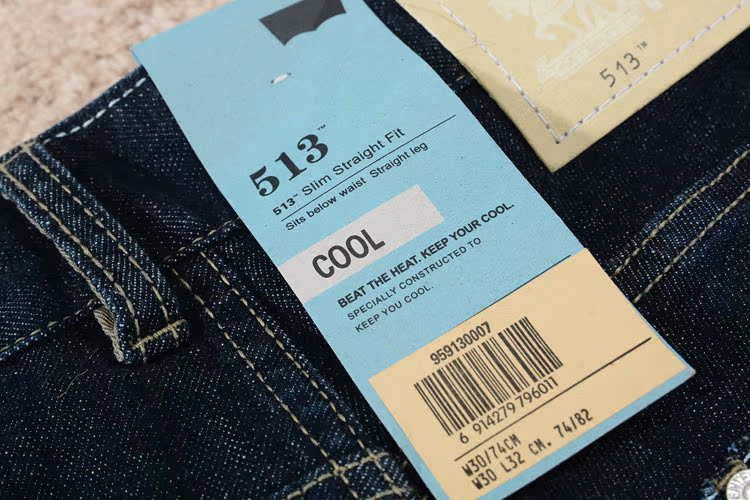 513™
513™
513™ Slim Straight Fit
Sits below waist Straight leg
COOL
BEAT THE HEAT. KEEP YOUR COOL.
SPECIALLY CONSTRUCTED TO
KEEP YOU COOL.
959130007
6 914279 796011
W30/74CM
W30 L32 CM. 74/82